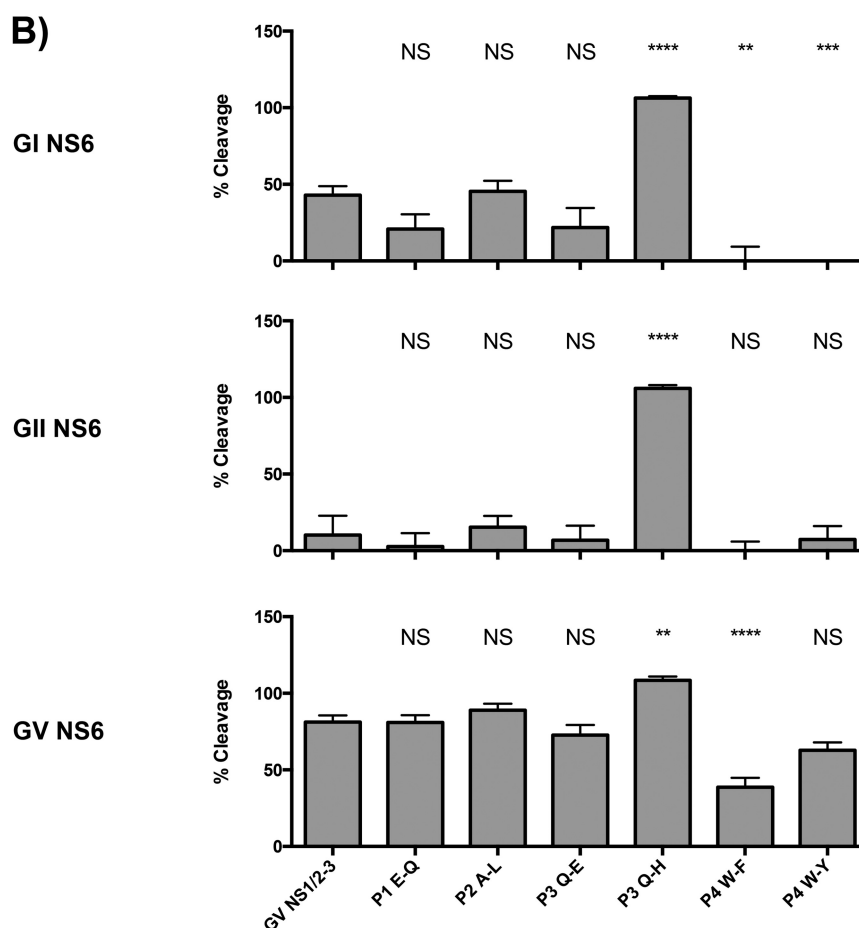 B)
GI NS6
% Cleavage
150
100
50
0
NS NS NS **** ** ***
GII NS6
% Cleavage
150
100
50
0
NS NS NS **** NS NS
GV NS6
% Cleavage
150
100
50
0
NS NS NS ** **** NS
GV NS1/2-3 P1 E-Q P2 A-L P3 Q-E P3 Q-H P4 W-F P4 W-Y